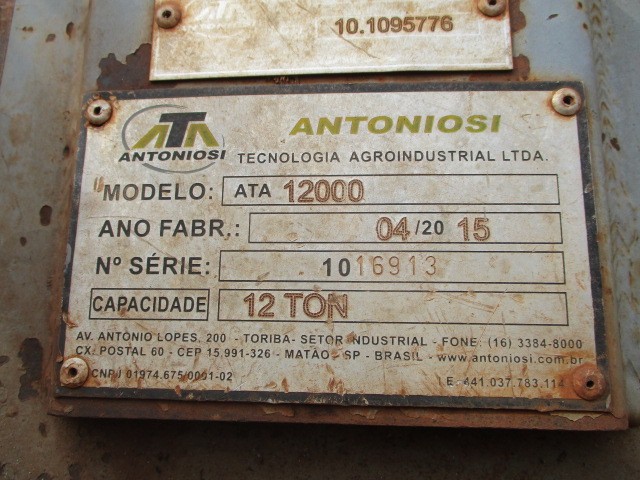 10.1095776
ATA
ANTONIOSI
ANTONIOSI
TECNOLOGIA AGROINDUSTRIAL LTDA.
MODELO: ATA 12000
ANO FABR.: 04/20 15
Nº SÉRIE: 1016913
CAPACIDADE 12 TON
AV. ANTÔNIO LOPES, 200 - TORIBA- SETOR INDUSTRIAL - FONE: (16) 3384-8000
CX. POSTAL 60 - CEP 15.991-326 - MATÃO- SP - BRASIL - www.antoniosi.com.br
CNPJ 01974.675/0001-02 I.E. 441.037.783.114